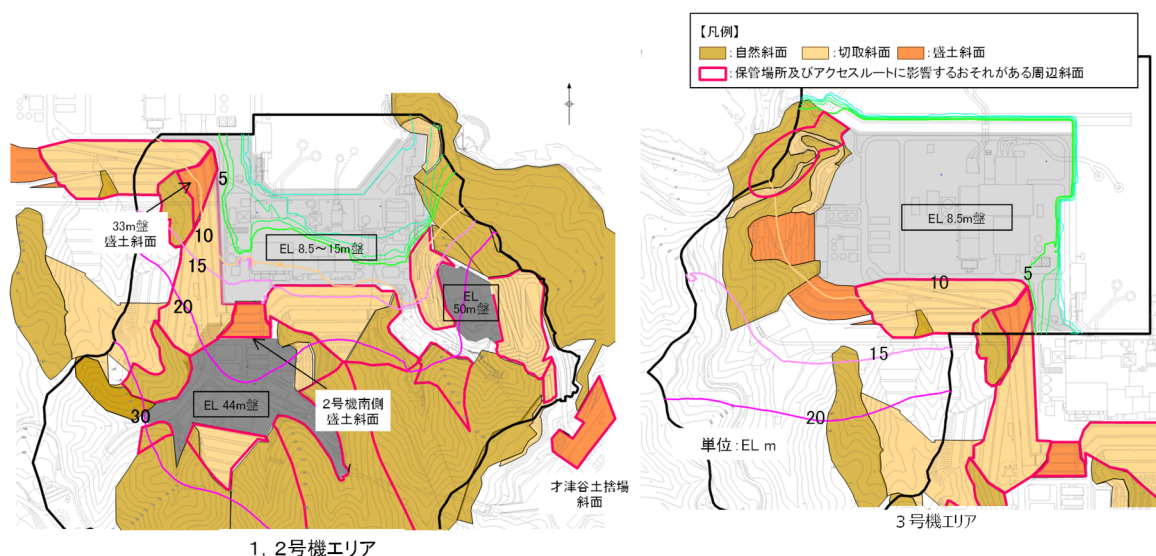 【凡例】
:自然斜面 :切取斜面 :盛土斜面
:保管場所及びアクセスルートに影響するおそれがある周辺斜面
5
33m盤
盛土斜面
10
EL 8.5～15m盤
15
20
EL
50m盤
EL 44m盤
30
2号機南側
盛土斜面
才津谷土捨場
斜面
1，2号機エリア
EL 8.5m盤
5
10
15
20
単位:EL m
3号機エリア